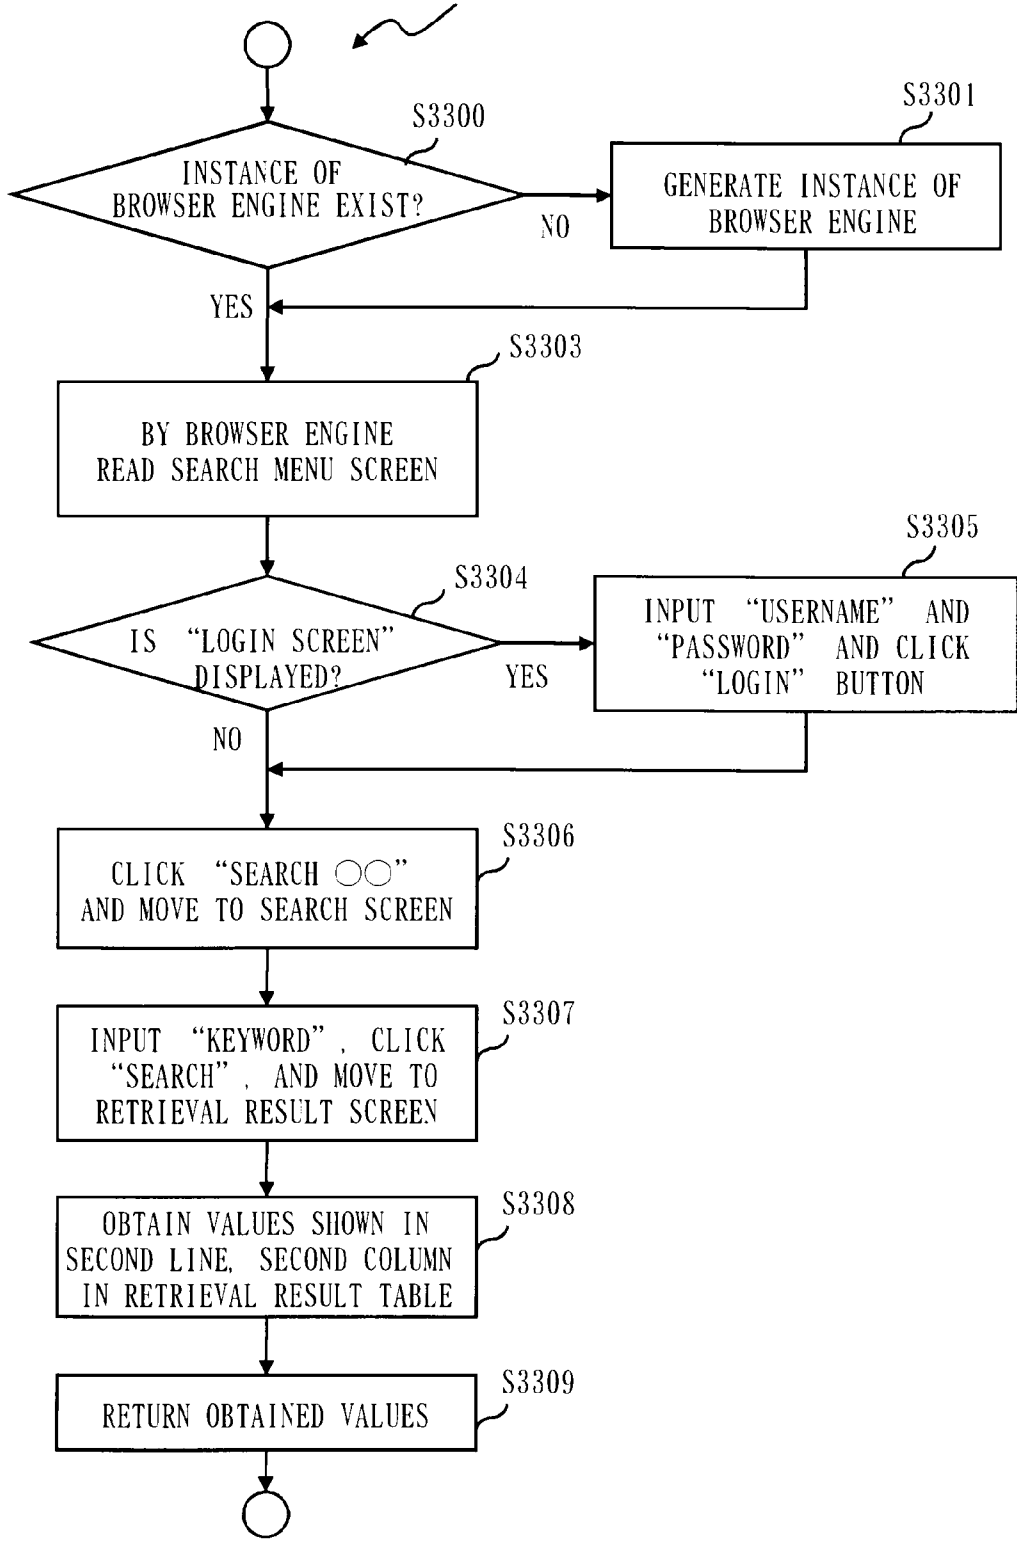 S3300
INSTANCE OF
BROWSER ENGINE EXIST?
NO
S3301
GENERATE INSTANCE OF
BROWSER ENGINE
YES
S3303
BY BROWSER ENGINE
READ SEARCH MENU SCREEN
S3304
IS “LOGIN SCREEN”
DISPLAYED?
YES
S3305
INPUT “USERNAME” AND
“PASSWORD” AND CLICK
“LOGIN” BUTTON
NO
S3306
CLICK “SEARCH ○○”
AND MOVE TO SEARCH SCREEN
S3307
INPUT “KEYWORD”, CLICK
“SEARCH”, AND MOVE TO
RETRIEVAL RESULT SCREEN
S3308
OBTAIN VALUES SHOWN IN
SECOND LINE, SECOND COLUMN
IN RETRIEVAL RESULT TABLE
S3309
RETURN OBTAINED VALUES